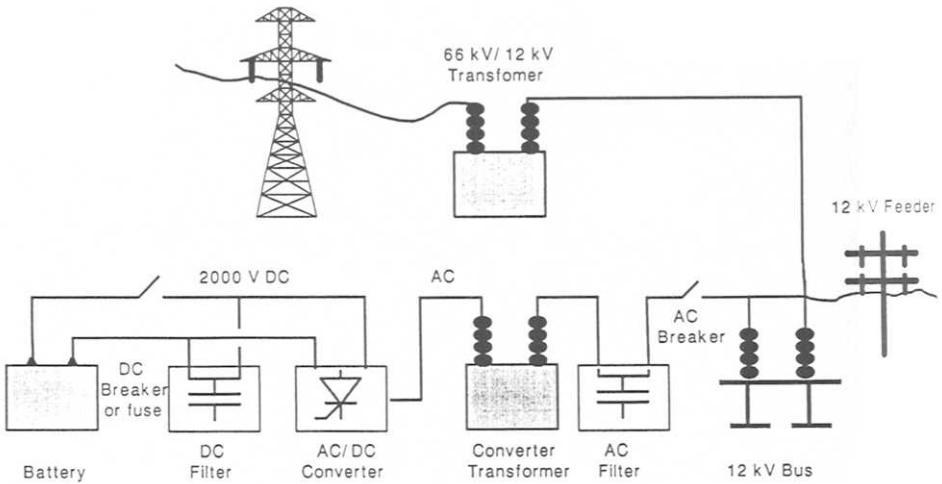 66 kV/ 12 kV
Transfomer
12 kV Feeder
2000 V DC
AC
AC
Breaker
DC
Breaker
or fuse
Battery
DC
Filter
AC/DC
Converter
Converter
Transformer
AC
Filter
12 kV Bus